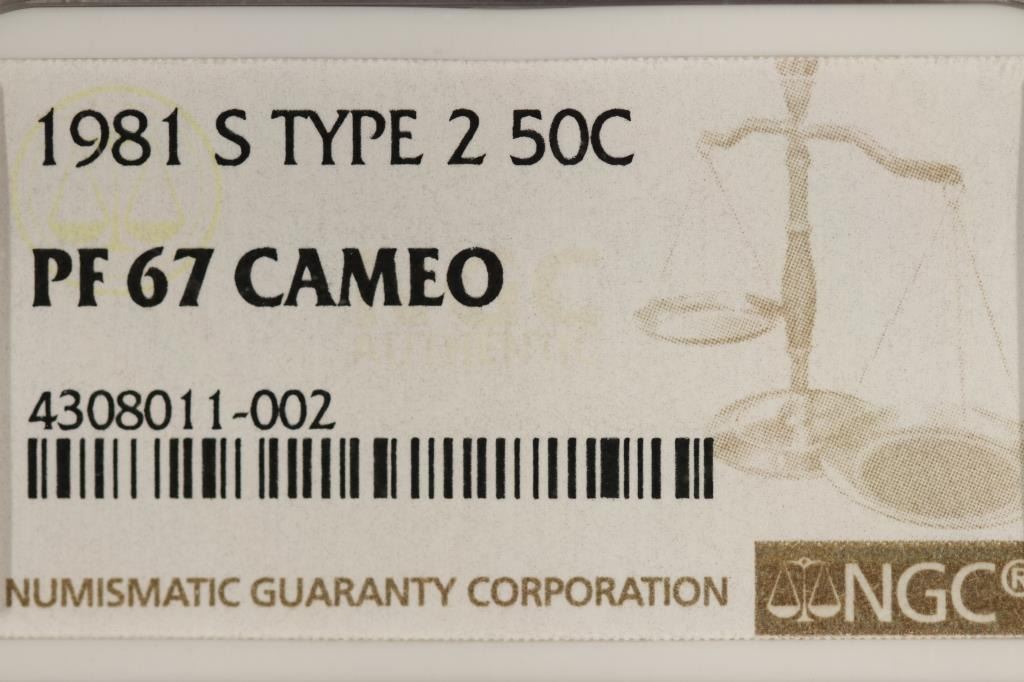 1981 S TYPE 2 50C
PF 67 CAMEO
4308011-002
NUMISMATIC GUARANTY CORPORATION
NGC®